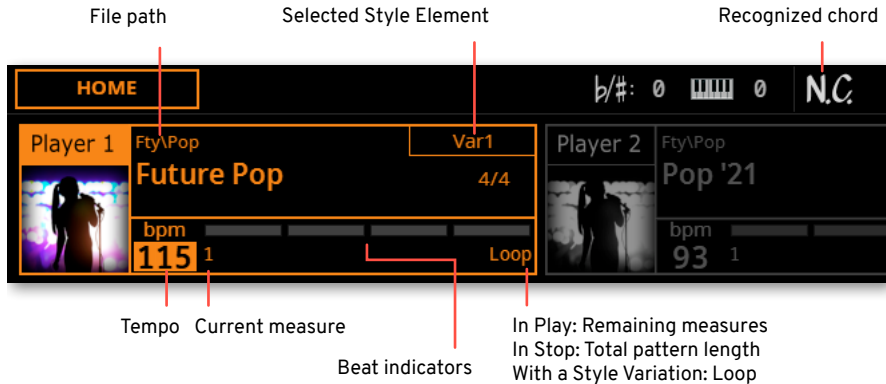 File path
Selected Style Element
Recognized chord
HOME
♭/#: 0
0
N.C.
Player 1
Fty\Pop
Var1
Future Pop
4/4
bpm
115
1
Loop
Player 2
Fty\Pop
Pop '21
bpm
93
1
Tempo
Current measure
Beat indicators
In Play: Remaining measures
In Stop: Total pattern length
With a Style Variation: Loop